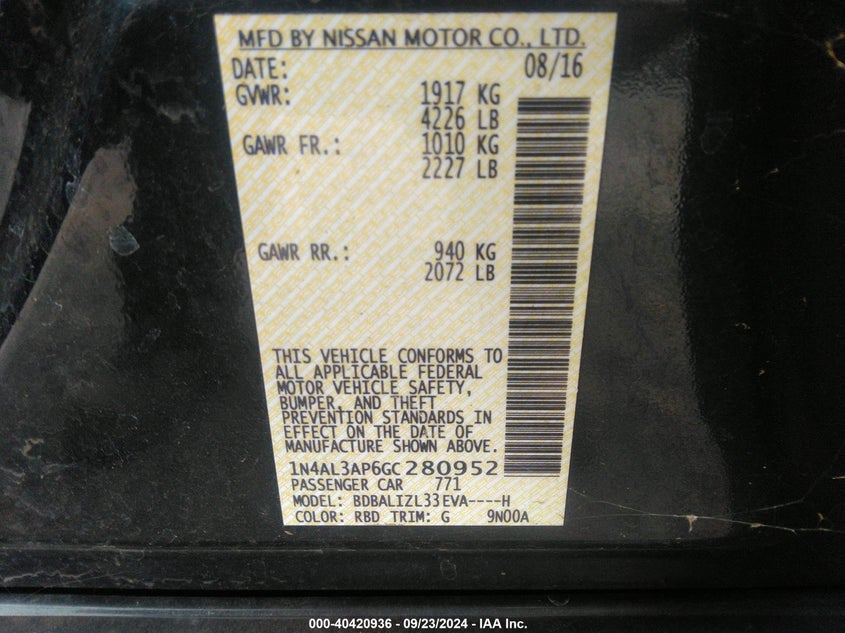 MFD BY NISSAN MOTOR CO., LTD.
DATE: 08/16
GVWR: 1917 KG
4226 LB
GAWR FR.: 1010 KG
2227 LB
GAWR RR.: 940 KG
2072 LB
THIS VEHICLE CONFORMS TO
ALL APPLICABLE FEDERAL
MOTOR VEHICLE SAFETY,
BUMPER, AND THEFT
PREVENTION STANDARDS IN
EFFECT ON THE DATE OF
MANUFACTURE SHOWN ABOVE.
1N4AL3AP6GC280952
PASSENGER CAR 771
MODEL: BDBALIZL33EVA----H
COLOR: RBD TRIM: G 9N00A
000-40420936 - 09/23/2024 - IAA Inc.